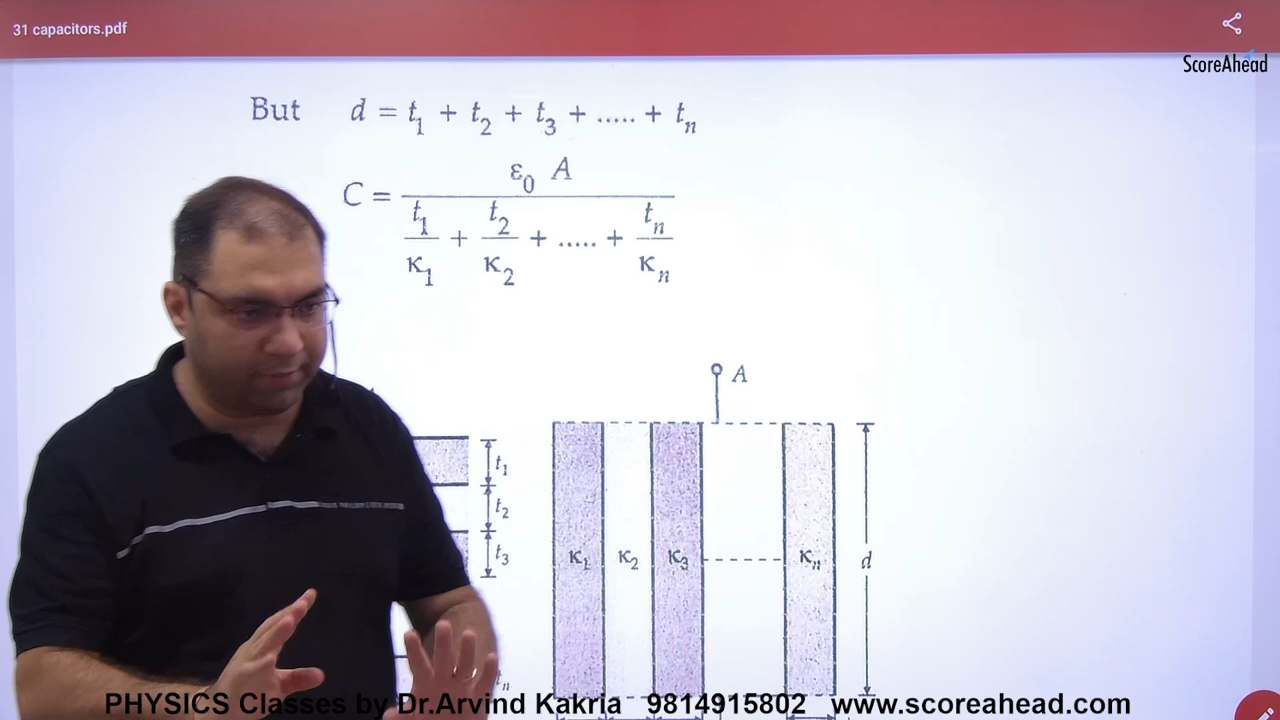 31 capacitors.pdf
ScoreAhead
But d = t₁ + t₂ + t₃ + ..... + tₙ
C = ε₀ A / (t₁/κ₁ + t₂/κ₂ + ..... + tₙ/κₙ)
A
t₁
t₂
t₃
κ₁ κ₂ κ₃ κₙ d
tₙ
PHYSICS Classes by Dr.Arvind Kakria 9814915802 www.scoreahead.com